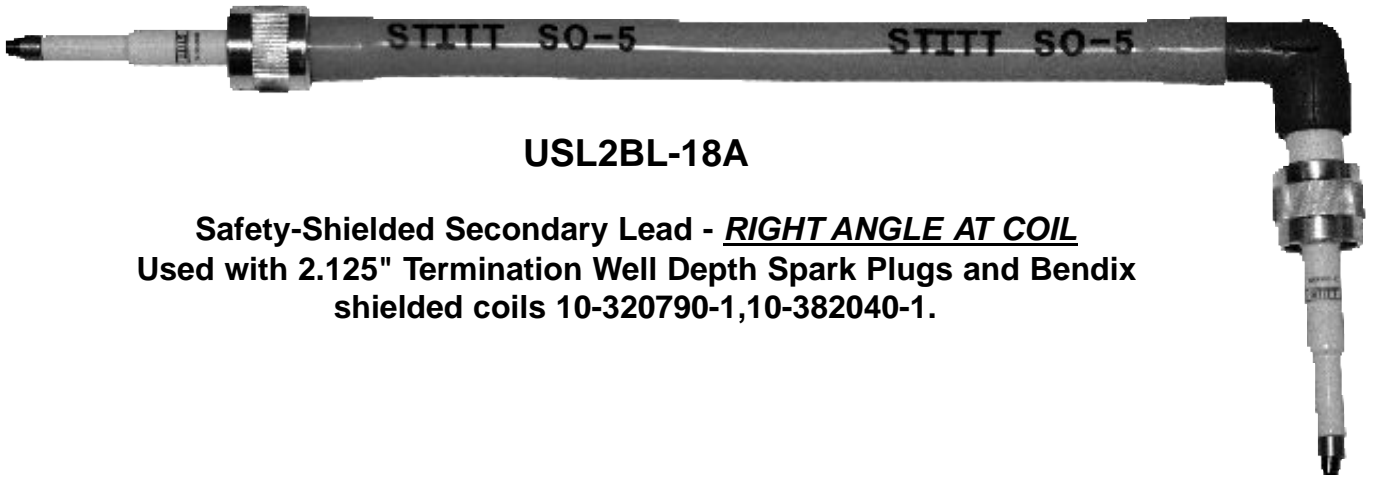 STITT SO-5 STITT SO-5
USL2BL-18A
Safety-Shielded Secondary Lead - RIGHT ANGLE AT COIL
Used with 2.125" Termination Well Depth Spark Plugs and Bendix
shielded coils 10-320790-1,10-382040-1.